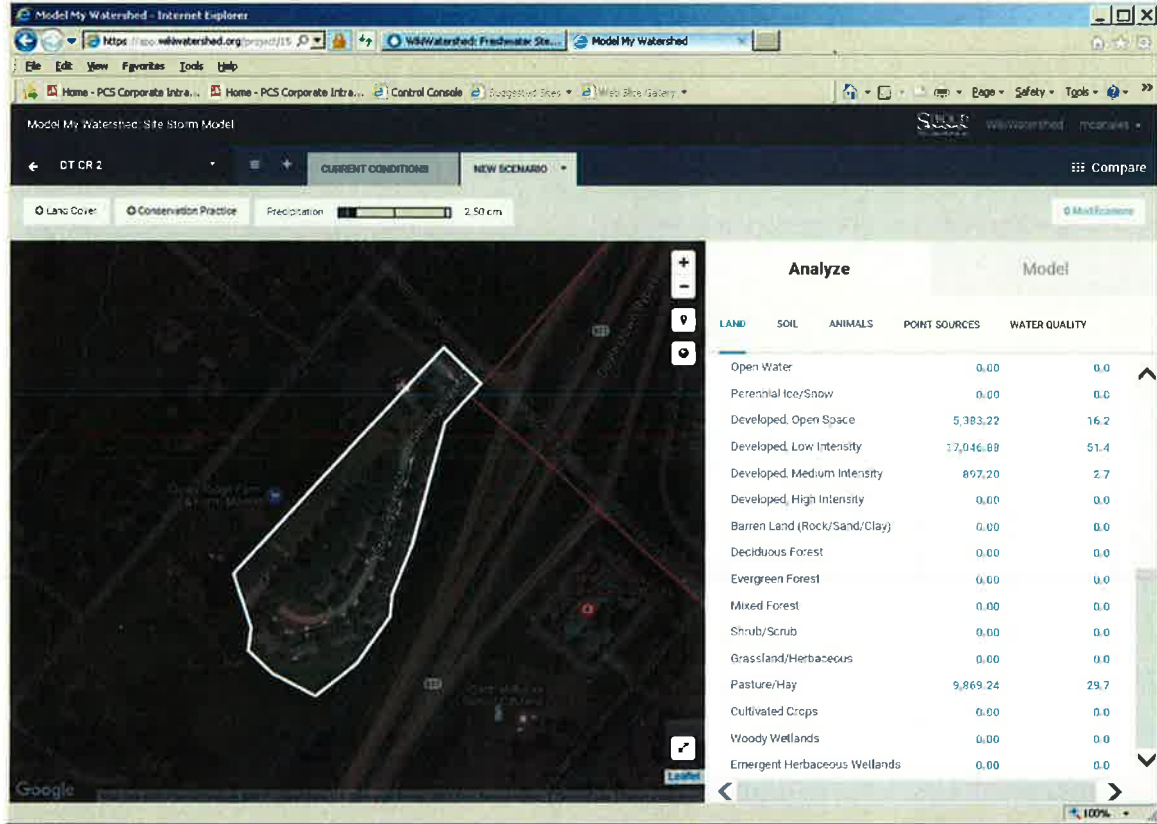 Model My Watershed - Internet Explorer
WikiWatershed: Freshwater Ste... Model My Watershed
File Edit View Favorites Tools Help
Home - PCS Corporate Intra... Home - PCS Corporate Intra... Control Console Suggested Sites Web Slice Gallery Page Safety Tools
Model My Watershed: Site Storm Model
WikiWatershed
DT CR 2 CURRENT CONDITIONS NEW SCENARIO Compare
Land Cover Conservation Practice Precipitation 2.50 cm 0 Modifications
Analyze Model
LAND SOIL ANIMALS POINT SOURCES WATER QUALITY
Open Water 0.00 0.0
Perennial Ice/Snow 0.00 0.0
Developed, Open Space 5,383.22 16.2
Developed, Low Intensity 17,046.88 51.4
Developed, Medium Intensity 897.20 2.7
Developed, High Intensity 0.00 0.0
Barren Land (Rock/Sand/Clay) 0.00 0.0
Deciduous Forest 0.00 0.0
Evergreen Forest 0.00 0.0
Mixed Forest 0.00 0.0
Shrub/Scrub 0.00 0.0
Grassland/Herbaceous 0.00 0.0
Pasture/Hay 9,869.24 29.7
Cultivated Crops 0.00 0.0
Woody Wetlands 0.00 0.0
Emergent Herbaceous Wetlands 0.00 0.0
Leaflet
Google
100%